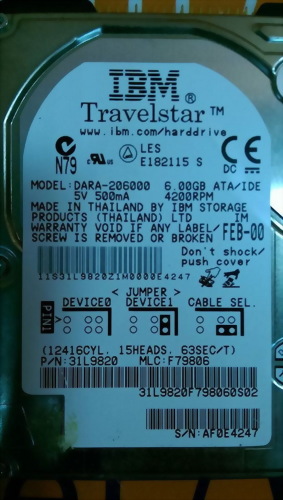 IBM ®
Travelstar™
www.ibm.com/harddrive
N79
LES
E182115 S
CE
DC
MODEL:DARA-206000 6.00GB ATA/IDE
5V 500mA 4200RPM
MADE IN THAILAND BY IBM STORAGE
PRODUCTS (THAILAND) LTD IM
WARRANTY VOID IF ANY LABEL/
SCREW IS REMOVED OR BROKEN
FEB-00
Don't shock/
push cover
11S31L9820Z1M0000E4247
< JUMPER >
DEVICE0 DEVICE1 CABLE SEL.
PIN1
(12416CYL. 15HEADS. 63SEC/T)
P/N:31L9820 MLC:F79806
31L9820F798060S02
S/N:AF0E4247